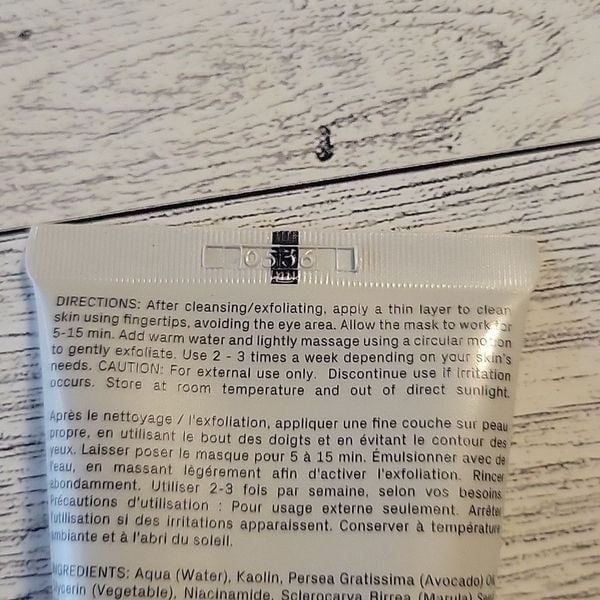 0536
DIRECTIONS: After cleansing/exfoliating, apply a thin layer to clean
skin using fingertips, avoiding the eye area. Allow the mask to work for
5-15 min. Add warm water and lightly massage using a circular motion
to gently exfoliate. Use 2 - 3 times a week depending on your skin's
needs. CAUTION: For external use only. Discontinue use if irritation
occurs. Store at room temperature and out of direct sunlight.
Après le nettoyage / l'exfoliation, appliquer une fine couche sur peau
propre, en utilisant le bout des doigts et en évitant le contour des
yeux. Laisser poser le masque pour 5 à 15 min. Émulsionner avec de
l'eau, en massant légérement afin d'activer l'exfoliation. Rincer
abondamment. Utiliser 2-3 fois par semaine, selon vos besoins
Précautions d'utilisation : Pour usage externe seulement. Arrêter
l'utilisation si des irritations apparaissent. Conserver à température
ambiante et à l'abri du soleil.
INGREDIENTS: Aqua (Water), Kaolin, Persea Gratissima (Avocado) Oil,
Glycerin (Vegetable), Niacinamide, Sclerocarya Birrea (Marula) Seed